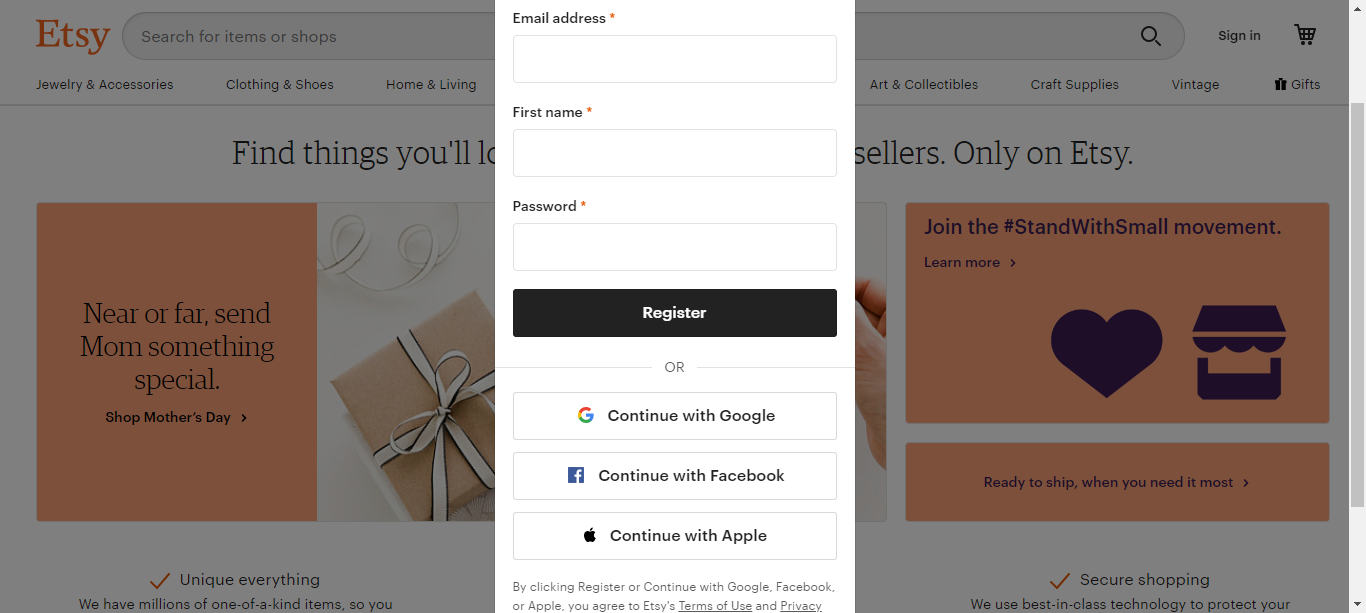 Etsy
Search for items or shops
Sign in
Jewelry & Accessories
Clothing & Shoes
Home & Living
Art & Collectibles
Craft Supplies
Vintage
Gifts
Find things you'll lo
sellers. Only on Etsy.
Near or far, send
Mom something
special.
Shop Mother's Day
Email address *
First name *
Password *
Register
OR
Continue with Google
Continue with Facebook
Continue with Apple
By clicking Register or Continue with Google, Facebook,
or Apple, you agree to Etsy's Terms of Use and Privacy
Join the #StandWithSmall movement.
Learn more
Ready to ship, when you need it most
Unique everything
We have millions of one-of-a-kind items, so you
Secure shopping
We use best-in-class technology to protect your